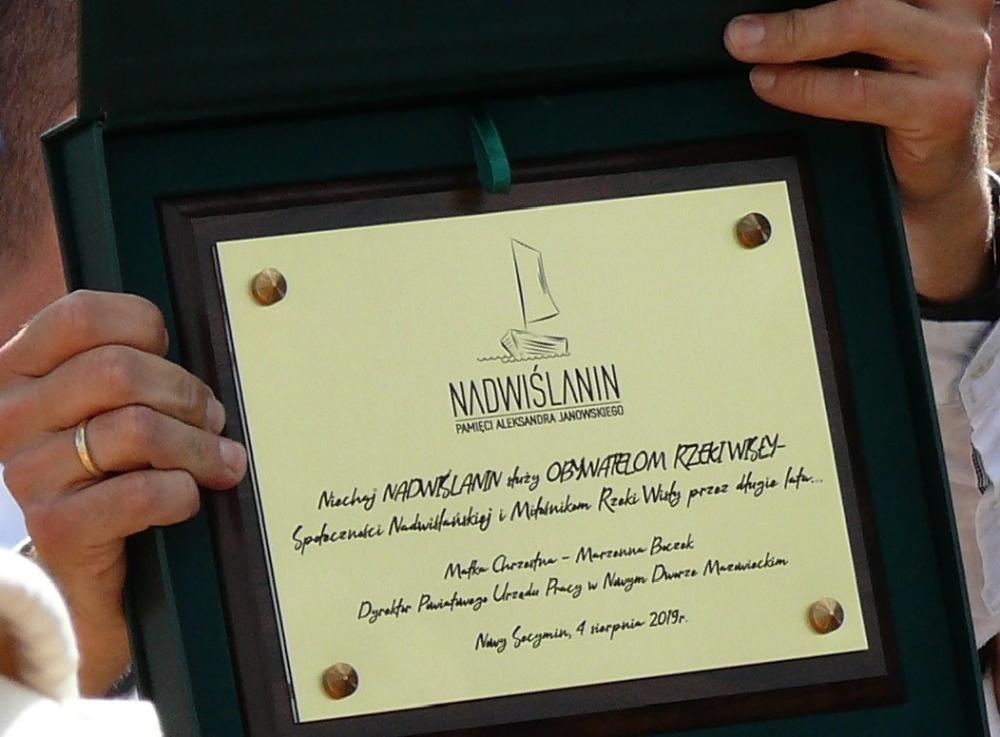 NADWIŚLANIN
PAMIĘCI ALEKSANDRA JANOWSKIEGO
Niechaj NADWIŚLANIN służy OBYWATELOM RZEKI WISŁY-
Społeczności Nadwiślańskiej i Miłośnikom Rzeki Wisły przez długie lata...
Matka Chrzestna - Marzenna Boczek
Dyrektor Powiatowego Urzędu Pracy w Nowym Dworze Mazowieckim
Nowy Secymin, 4 sierpnia 2019r.